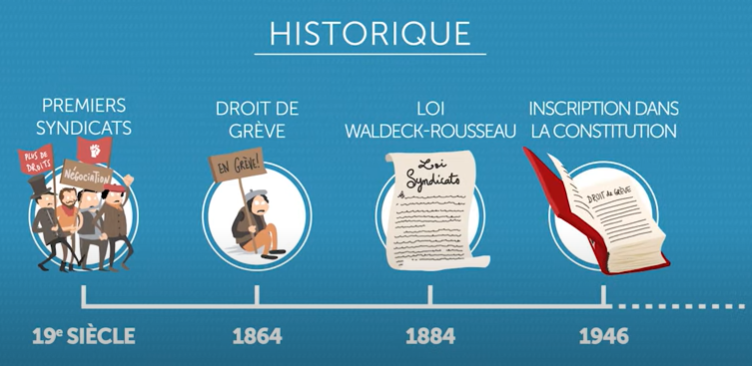 HISTORIQUE
PREMIERS
SYNDICATS
PLUS DE
DROITS
NÉGOCIATION
19e SIÈCLE
DROIT DE
GRÈVE
EN GRÈVE!
1864
LOI
WALDECK-ROUSSEAU
Loi
Syndicats
1884
INSCRIPTION DANS
LA CONSTITUTION
DROIT de GRÈVE
1946